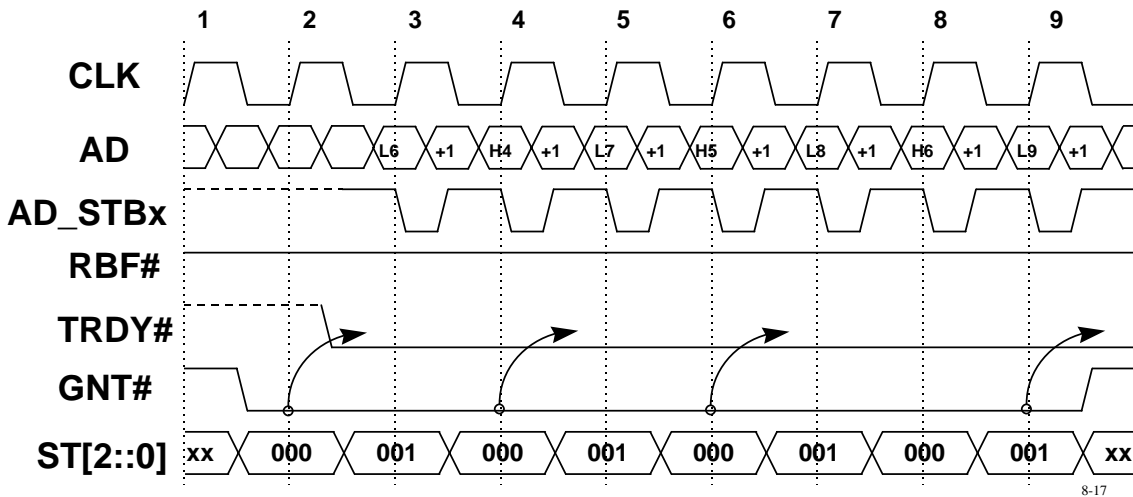 1 2 3 4 5 6 7 8 9
CLK
AD L6 +1 H4 +1 L7 +1 H5 +1 L8 +1 H6 +1 L9 +1
AD_STBx
RBF#
TRDY#
GNT#
ST[2::0] xx 000 001 000 001 000 001 000 001 xx
8-17